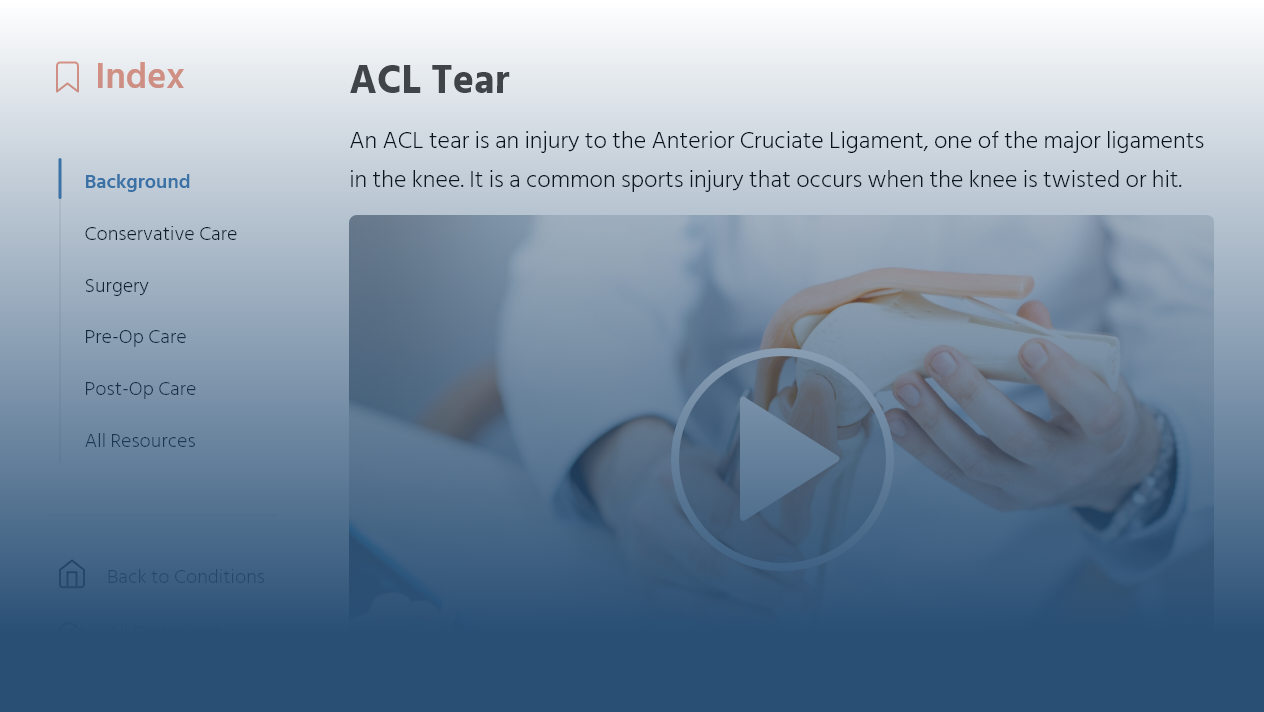 Index
ACL Tear
An ACL tear is an injury to the Anterior Cruciate Ligament, one of the major ligaments
in the knee. It is a common sports injury that occurs when the knee is twisted or hit.
Background
Conservative Care
Surgery
Pre-Op Care
Post-Op Care
All Resources
Back to Conditions